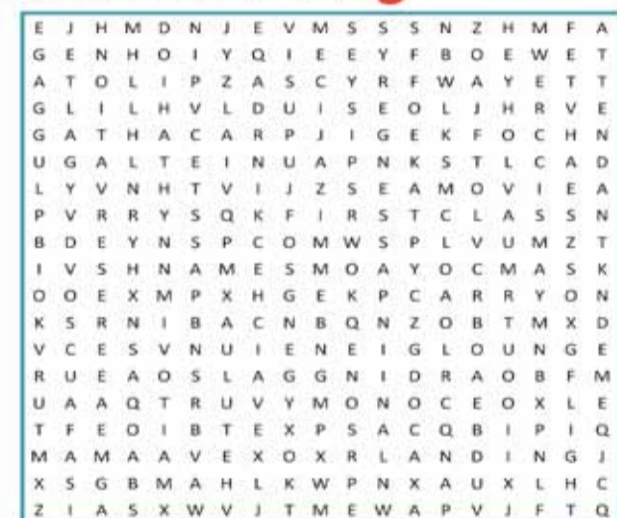 E J H M D N J E V M S S S N Z H M F A
G E N H O I Y Q I E E Y F B O E W E T
A T O L I P Z A S C Y R F W A Y E T T
G L I L H V L D U I S E O L J H R V E
G A T H A C A R P J I G E K F O C H N
U G A L T E I N U A P N K S T L C A D
L Y V N H T V I J Z S E A M O V I E A
P V R R Y S Q K F I R S T C L A S S N
B D E Y N S P C O M W S P L V U M Z T
I V S H N A M E S M O A Y O C M A S K
O O E X M P X H G E K P C A R R Y O N
K S R N I B A C N B Q N Z O B T M X D
V C E S V N U I E N E I G L O U N G E
R U E A O S L A G G N I D R A O B F M
U A A Q T R U V Y M O N O C E O X L E
T F E O I B T E X P S A C Q B I P I Q
M A M A A V E X O X R L A N D I N G J
X S G B M A H L K W P N X A U X L H C
Z I A S X W V J T M E W A P V J F T Q